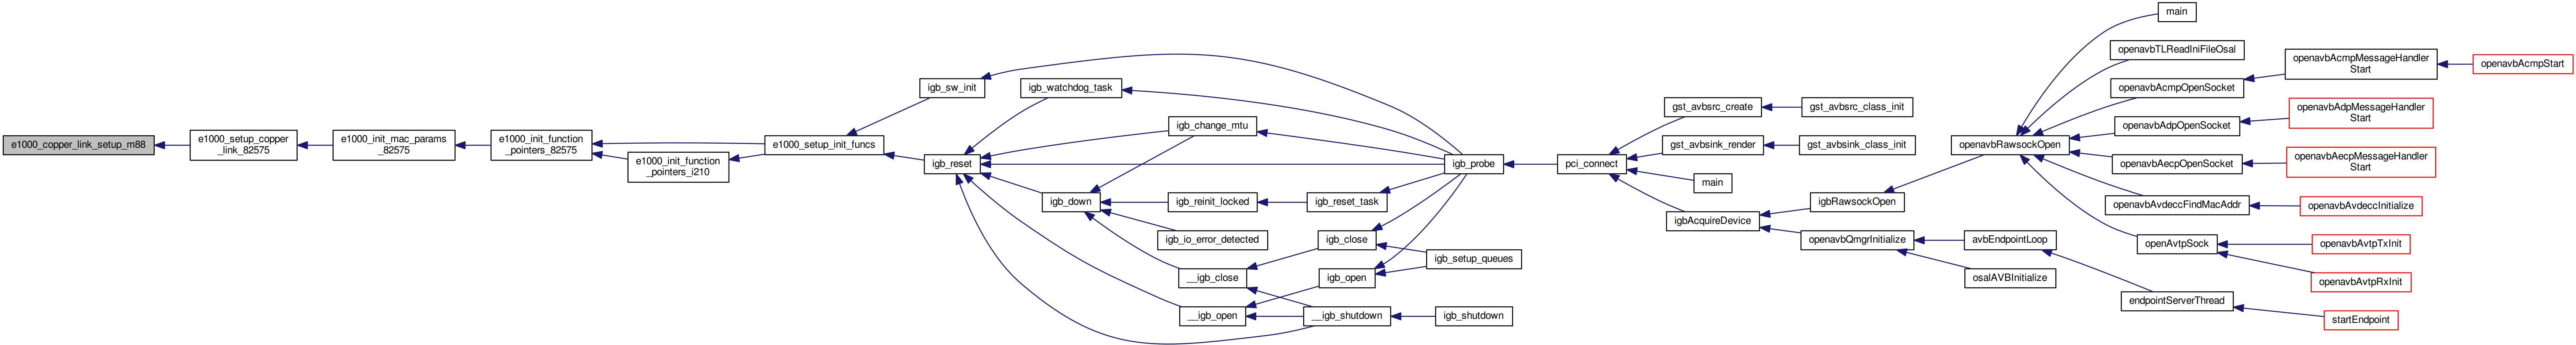 e1000_copper_link_setup_m88
e1000_setup_copper
_link_82575
e1000_init_mac_params
_82575
e1000_init_function
_pointers_82575
e1000_init_function
_pointers_i210
e1000_setup_init_funcs
igb_sw_init
igb_reset
igb_watchdog_task
igb_change_mtu
igb_down
igb_reinit_locked
igb_reset_task
igb_io_error_detected
__igb_close
__igb_open
igb_close
igb_open
__igb_shutdown
igb_probe
igb_setup_queues
igb_shutdown
pci_connect
gst_avbsrc_create
gst_avbsrc_class_init
gst_avbsink_render
gst_avbsink_class_init
main
igbAcquireDevice
igbRawsockOpen
openavbQmgrInitialize
avbEndpointLoop
osalAVBInitialize
openavbRawsockOpen
main
openavbTLReadIniFileOsal
openavbAcmpOpenSocket
openavbAcmpMessageHandler
Start
openavbAcmpStart
openavbAdpOpenSocket
openavbAdpMessageHandler
Start
openavbAecpOpenSocket
openavbAecpMessageHandler
Start
openavbAvdeccFindMacAddr
openavbAvdeccInitialize
openAvtpSock
openavbAvtpTxInit
openavbAvtpRxInit
endpointServerThread
startEndpoint